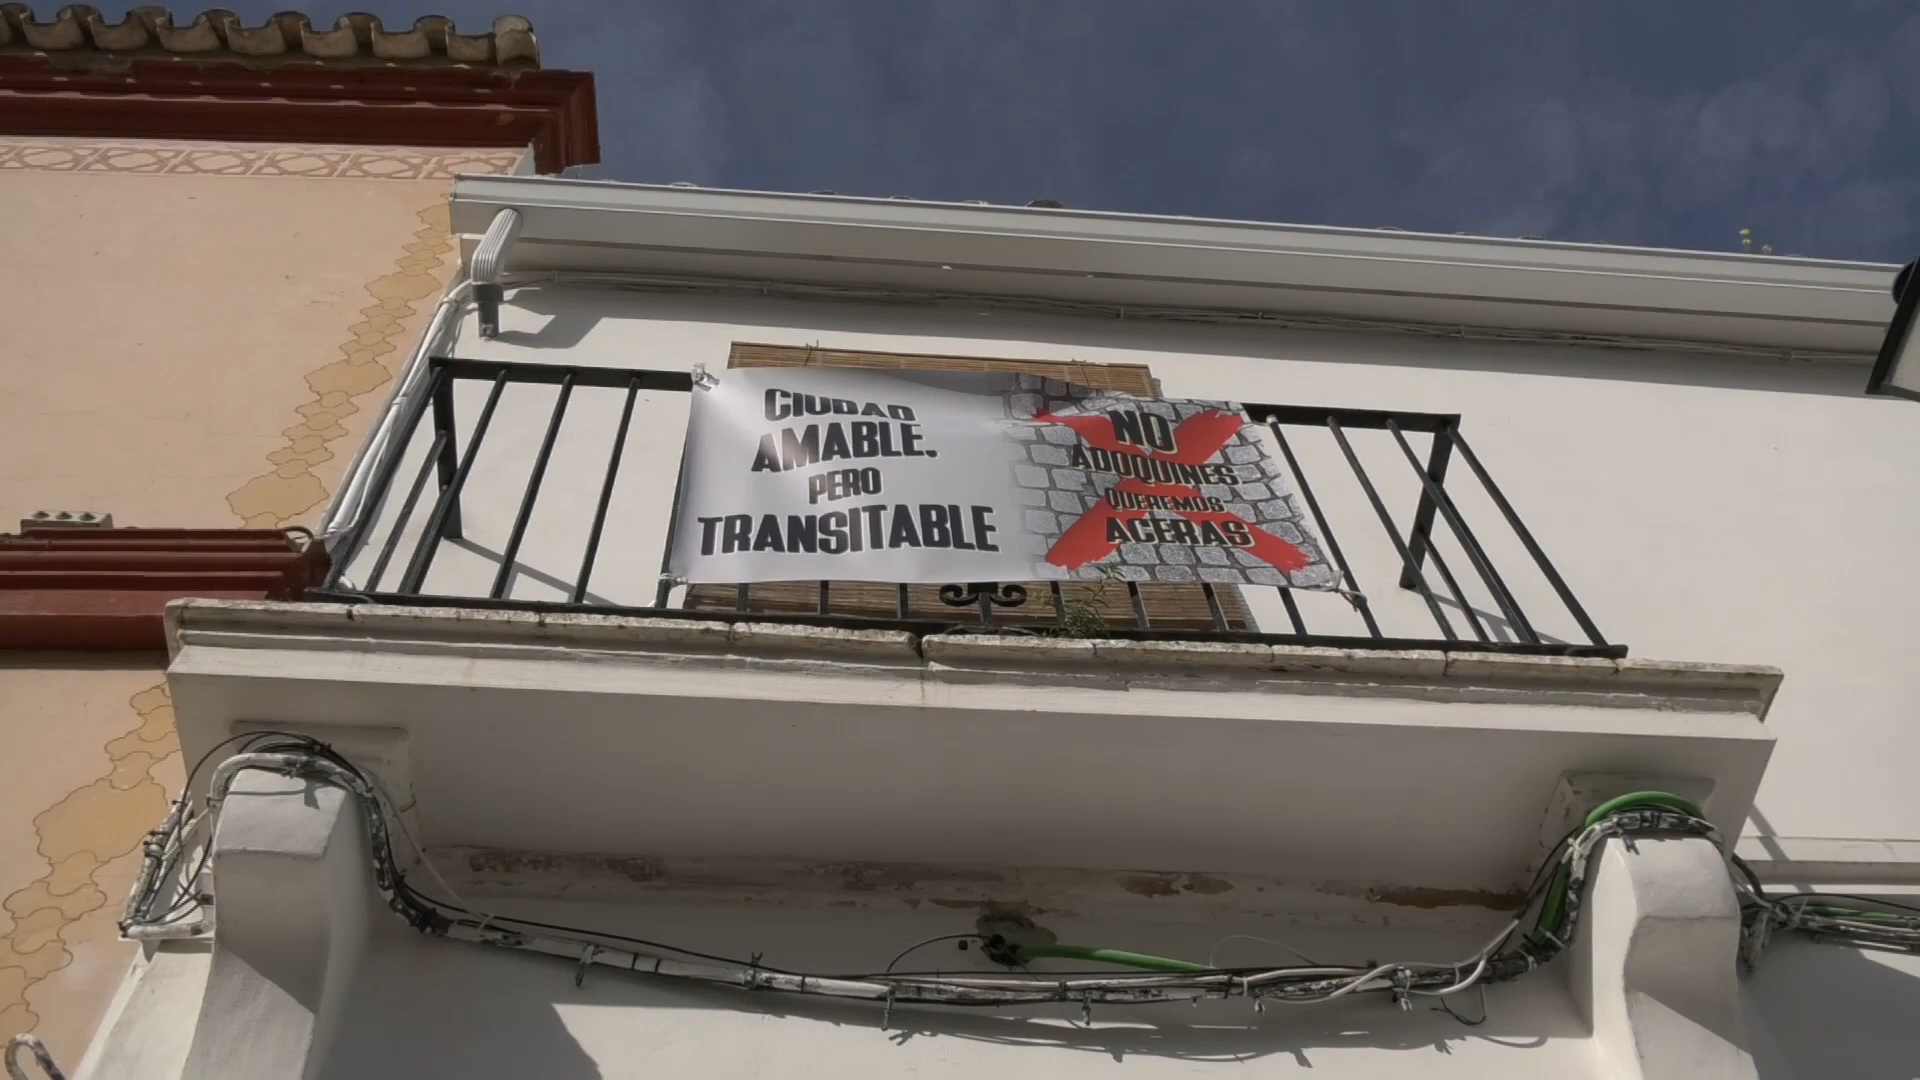 CIUDAD
AMABLE.
PERO
TRANSITABLE
NO
ADOQUINES
QUEREMOS
ACERAS